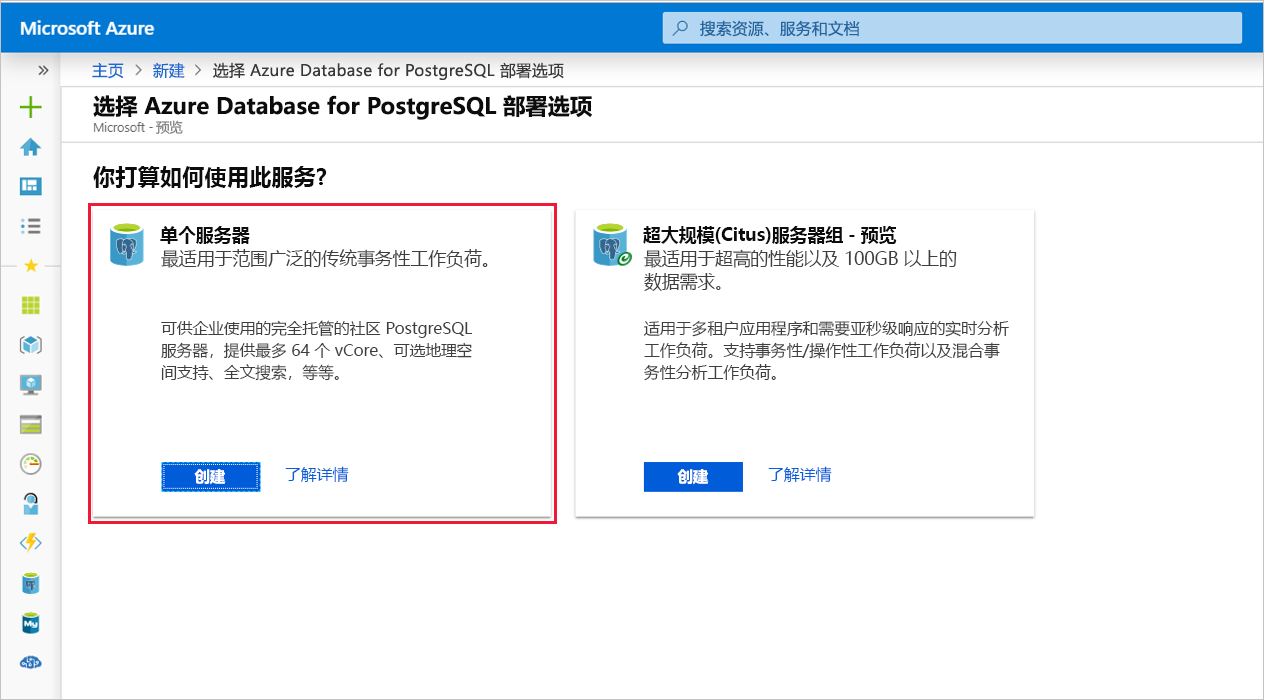 Microsoft Azure
搜索资源、服务和文档
主页 > 新建 > 选择 Azure Database for PostgreSQL 部署选项
选择 Azure Database for PostgreSQL 部署选项
Microsoft - 预览
你打算如何使用此服务?
单个服务器
最适用于范围广泛的传统事务性工作负荷。
可供企业使用的完全托管的社区 PostgreSQL
服务器，提供最多 64 个 vCore、可选地理空
间支持、全文搜索，等等。
创建
了解详情
超大规模(Citus)服务器组 - 预览
最适用于超高的性能以及 100GB 以上的
数据需求。
适用于多租户应用程序和需要亚秒级响应的实时分析
工作负荷。支持事务性/操作性工作负荷以及混合事
务性分析工作负荷。
创建
了解详情
My